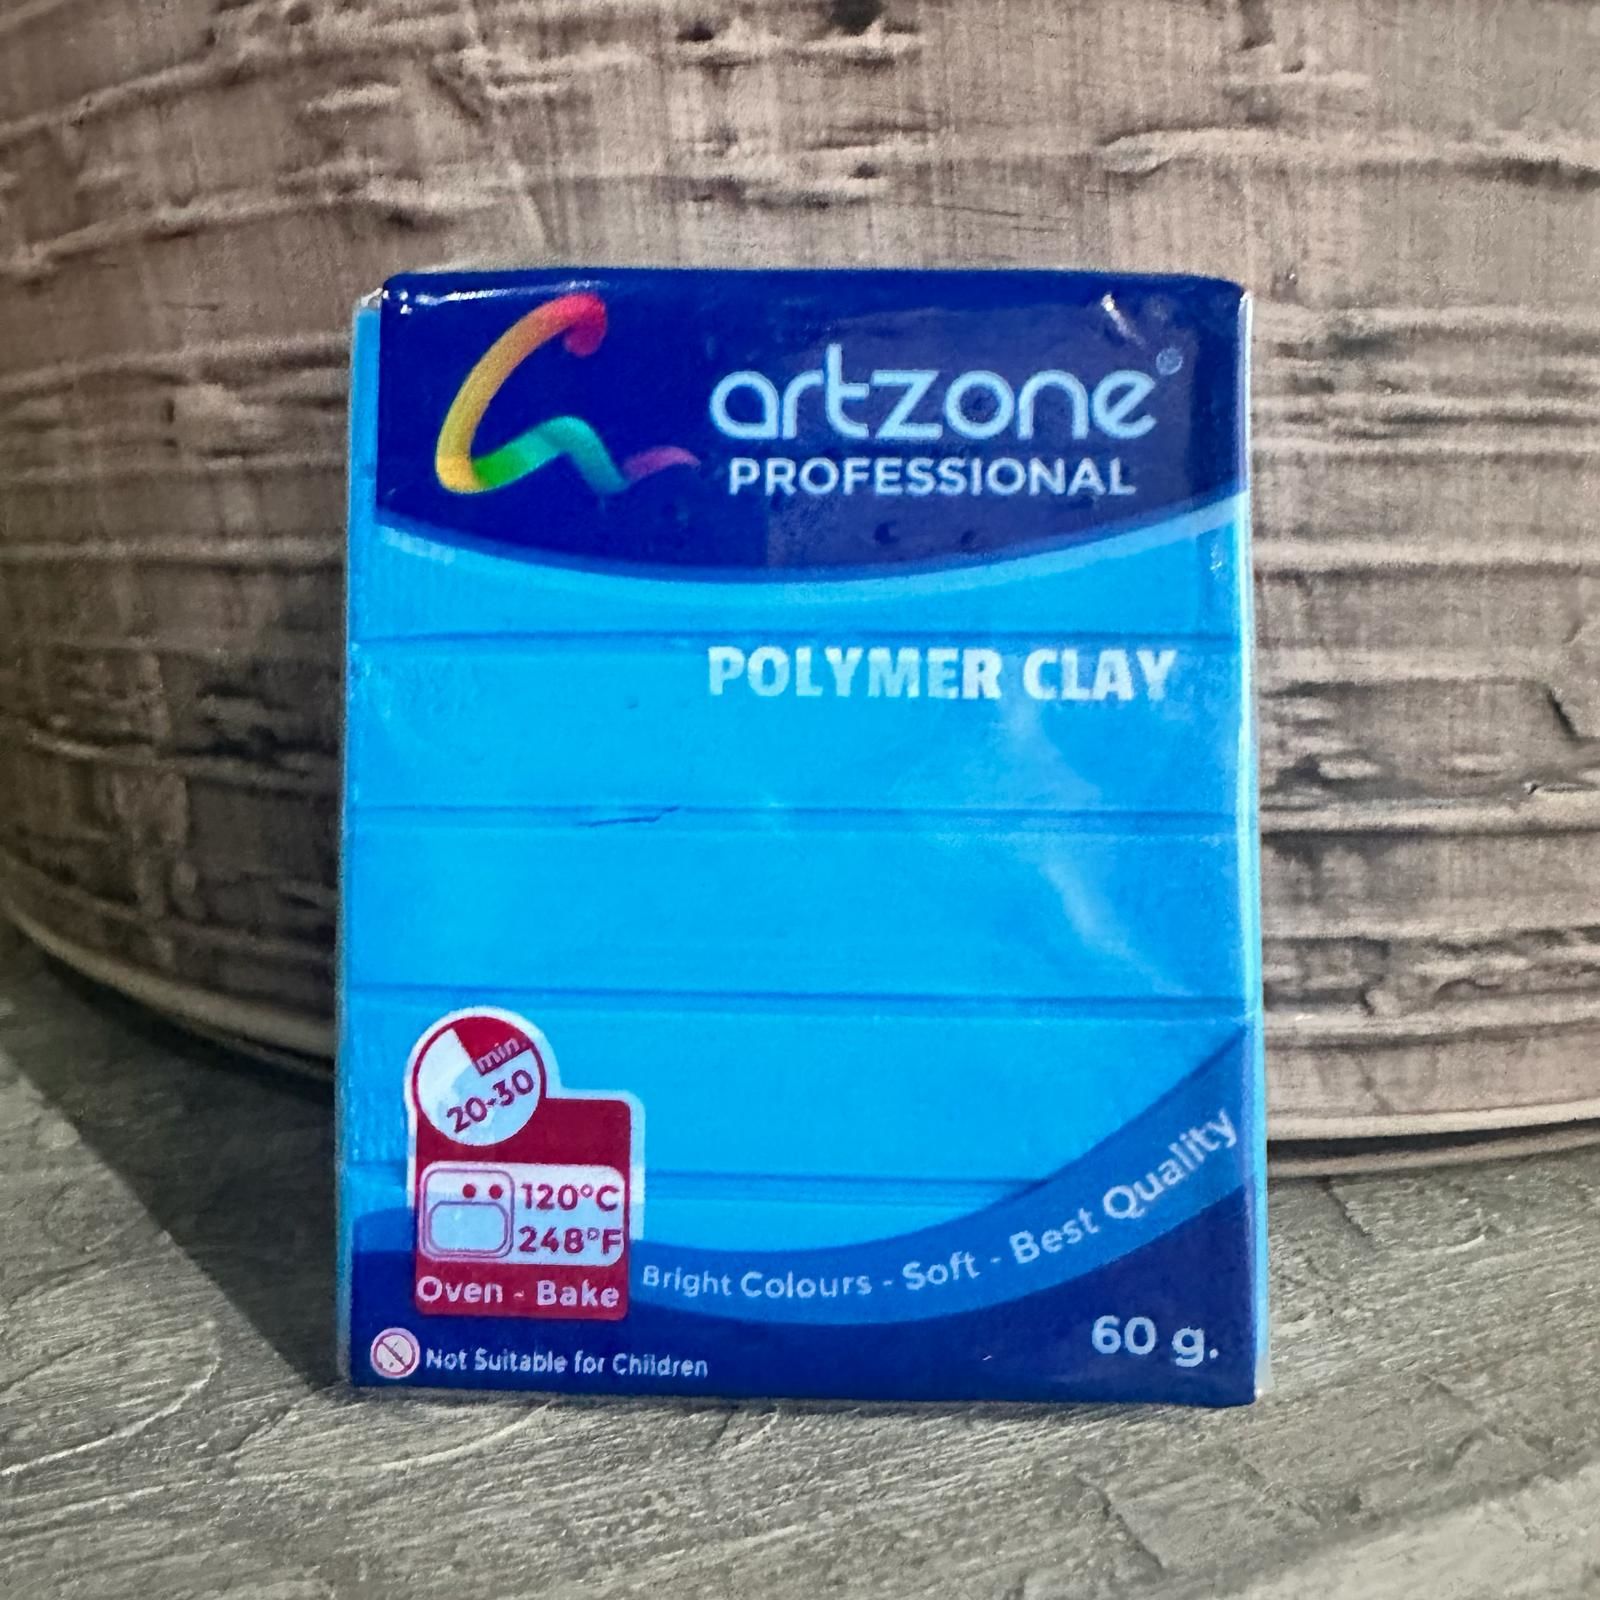 artzone®
PROFESSIONAL
POLYMER CLAY
min.
20-30
120°C
248°F
Oven - Bake
Bright Colours - Soft - Best Quality
60 g.
Not Suitable for Children